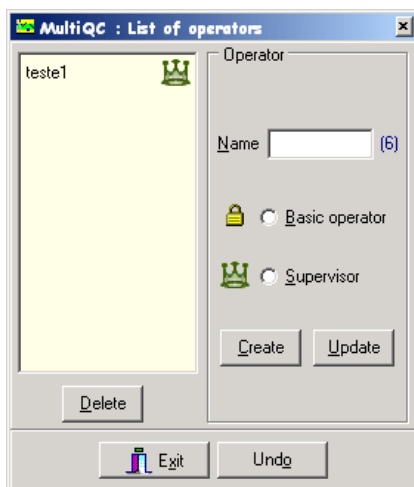 MultiQC : List of operators
teste1
Operator
Name (6)
Basic operator
Supervisor
Create Update
Delete
Exit Undo